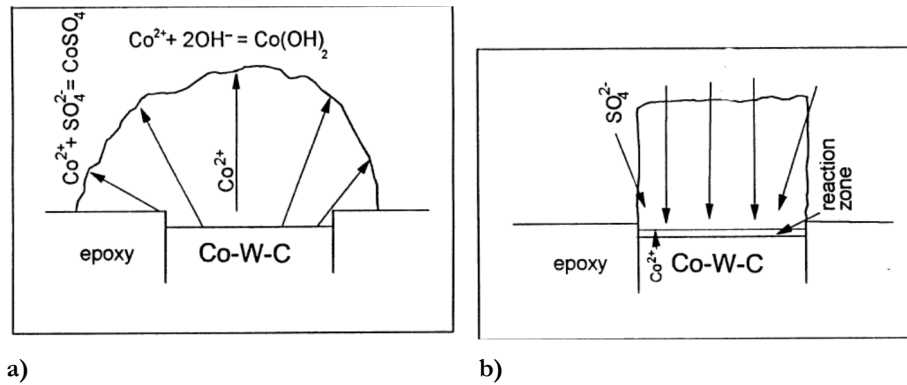 Co²⁺+ 2OH⁻ = Co(OH)₂
Co²⁺+ SO₄²⁻= CoSO₄
Co²⁺
epoxy
Co-W-C
a)
SO₄²⁻
reaction
zone
epoxy
Co²⁺
Co-W-C
b)